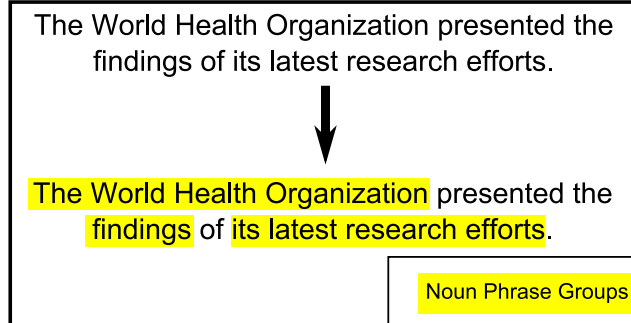 The World Health Organization presented the
findings of its latest research efforts.
The World Health Organization presented the
findings of its latest research efforts.
Noun Phrase Groups